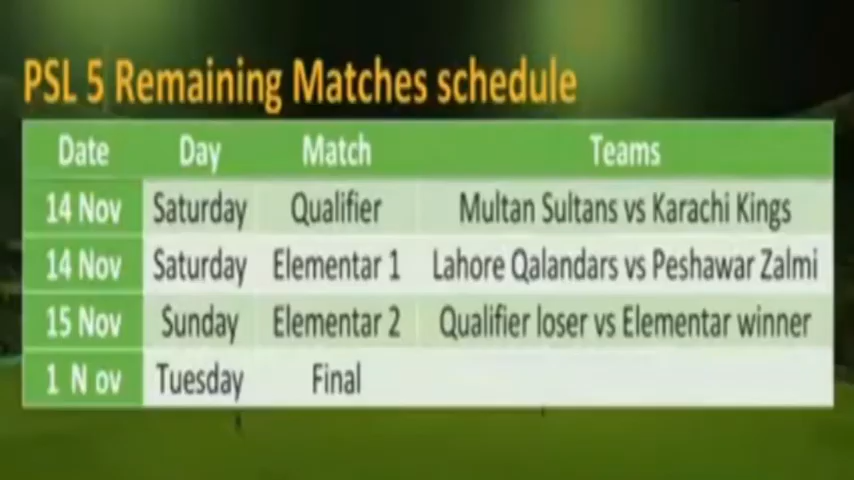 PSL 5 Remaining Matches schedule
Date Day Match Teams
14 Nov Saturday Qualifier Multan Sultans vs Karachi Kings
14 Nov Saturday Elementar 1 Lahore Qalandars vs Peshawar Zalmi
15 Nov Sunday Elementar 2 Qualifier loser vs Elementar winner
1 N ov Tuesday Final